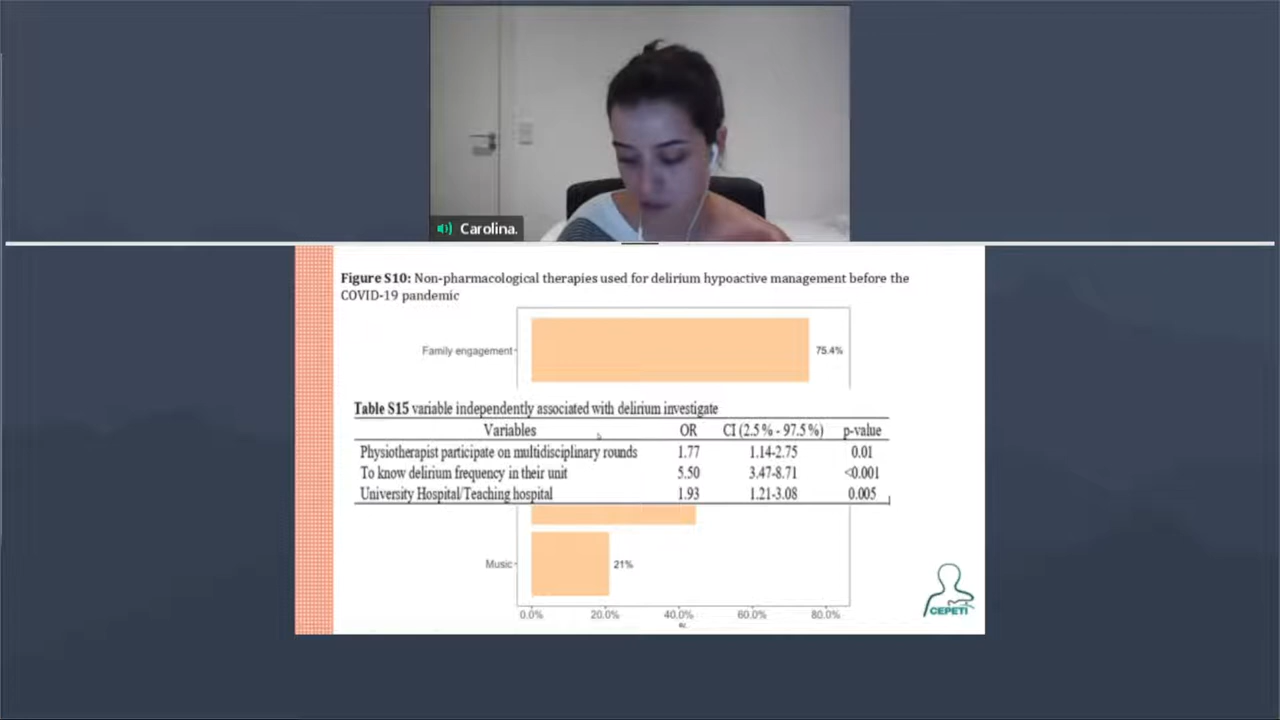 Carolina.
Figure S10: Non-pharmacological therapies used for delirium hypoactive management before the
COVID-19 pandemic
Family engagement
75.4%
Table S15 variable independently associated with delirium investigate
Variables OR CI (2.5 % - 97.5 %) p-value
Physiotherapist participate on multidisciplinary rounds 1.77 1.14-2.75 0.01
To know delirium frequency in their unit 5.50 3.47-8.71 <0.001
University Hospital/Teaching hospital 1.93 1.21-3.08 0.005
Music
21%
0.0% 20.0% 40.0% 60.0% 80.0%
CEPETI